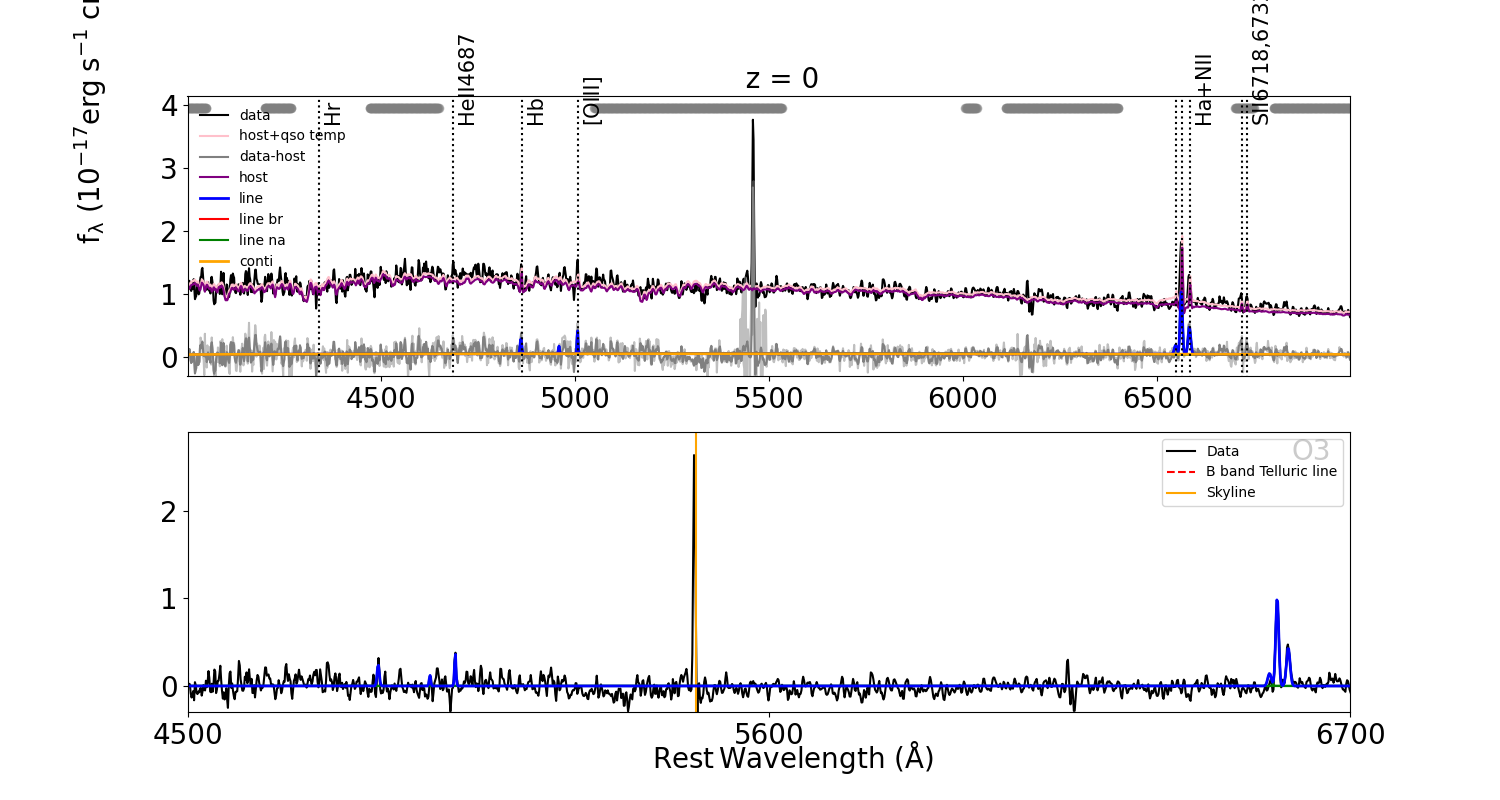 z = 0
fλ (10⁻¹⁷erg s⁻¹
Hr
HeII4687
Hb
[OIII]
Ha+NII
SII6718,673
4
3
2
1
0
data
host+qso temp
data-host
host
line
line br
line na
conti
4500 5000 5500 6000 6500
O3
Data
B band Telluric line
Skyline
2
1
0
4500 5600 6700
Rest Wavelength (Å)